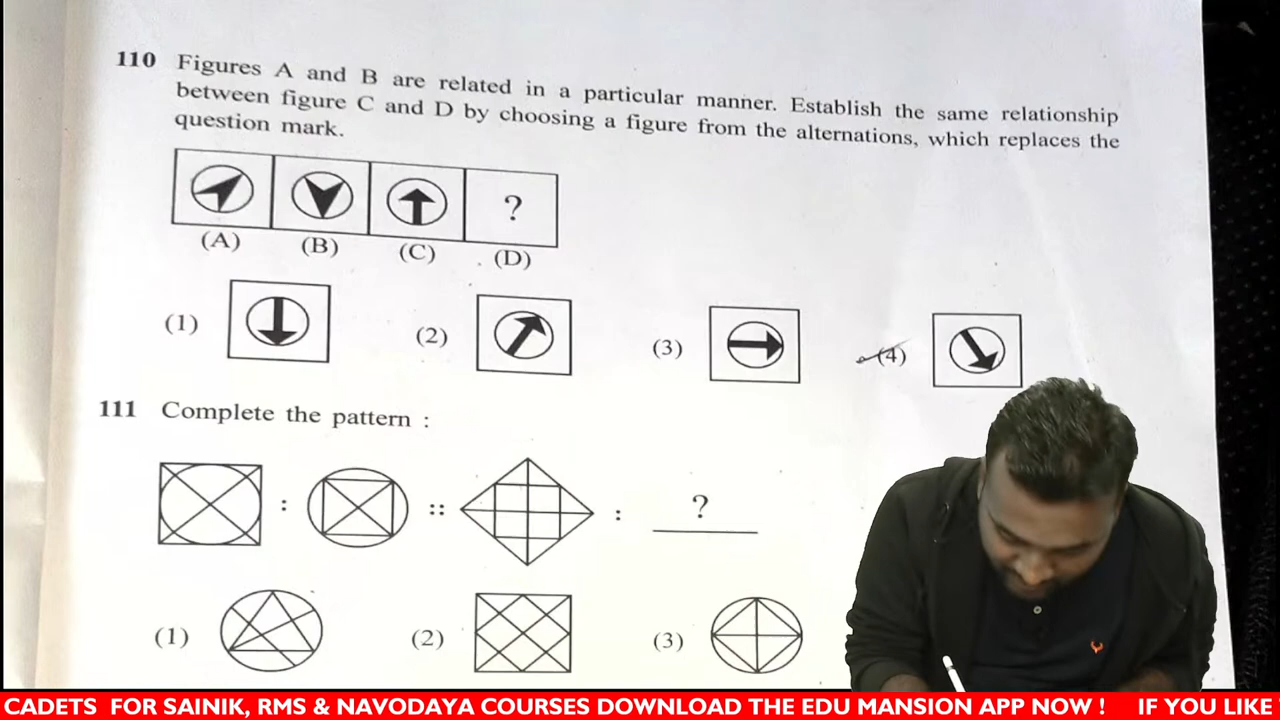 110 Figures A and B are related in a particular manner. Establish the same relationship
between figure C and D by choosing a figure from the alternations, which replaces the
question mark.
?
(A) (B) (C) (D)
(1) (2) (3) (4)
111 Complete the pattern :
: :: : ?
(1) (2) (3)
CADETS FOR SAINIK, RMS & NAVODAYA COURSES DOWNLOAD THE EDU MANSION APP NOW ! IF YOU LIKE